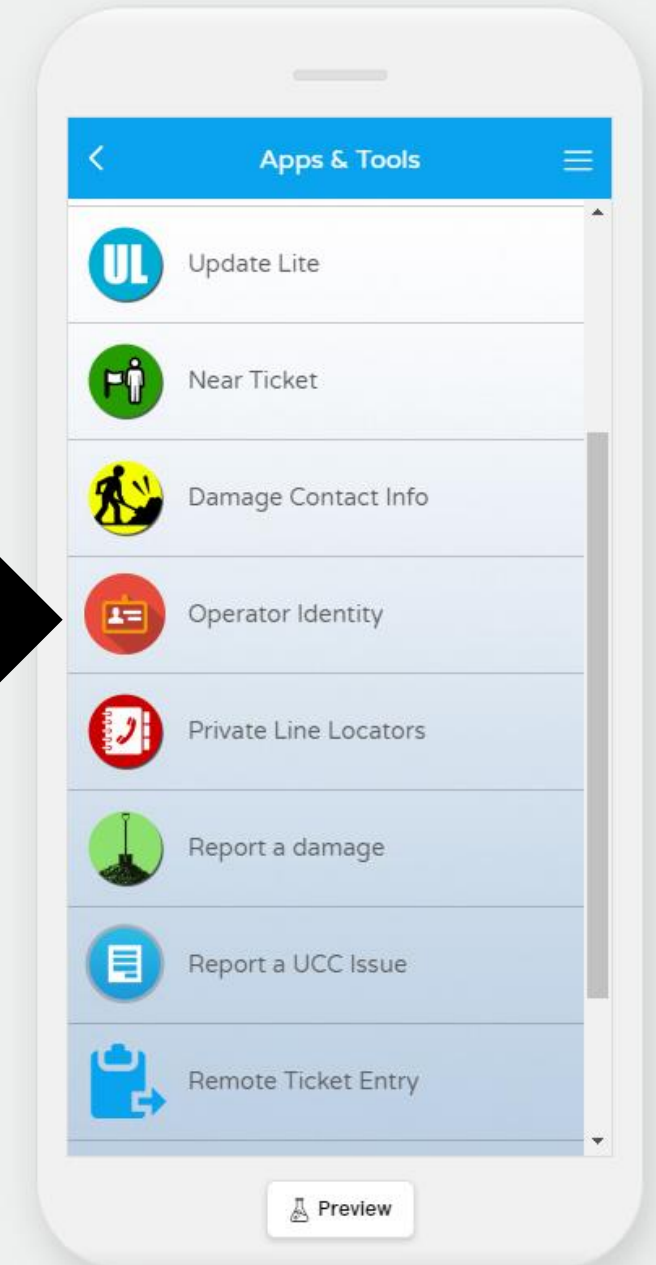 Apps & Tools
UL
Update Lite
Near Ticket
Damage Contact Info
Operator Identity
Private Line Locators
Report a damage
Report a UCC Issue
Remote Ticket Entry
Preview